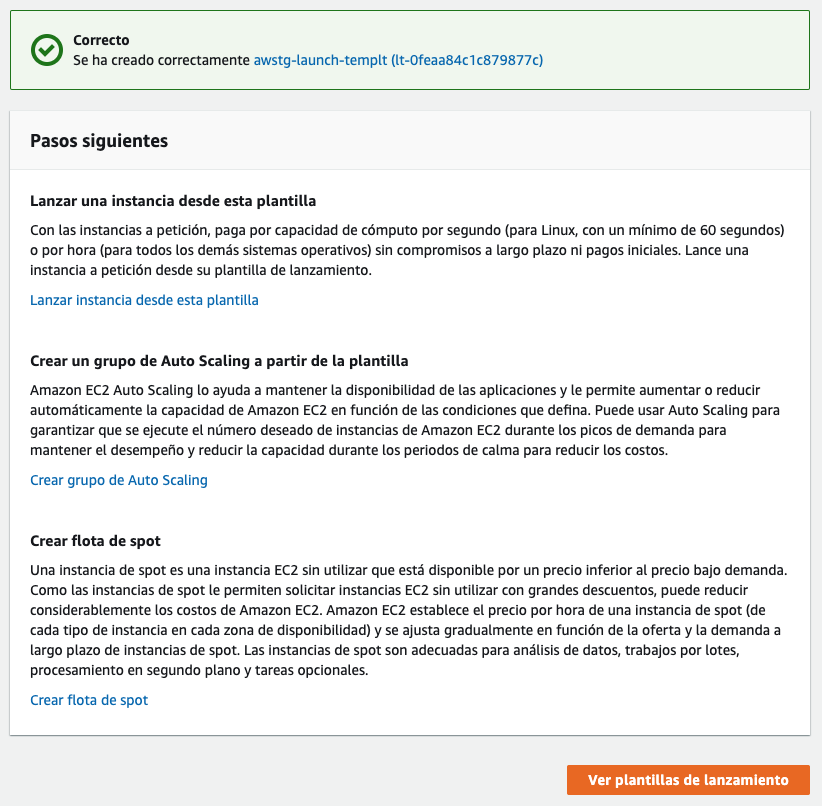 Correcto
Se ha creado correctamente awstg-launch-templt (lt-0feaa84c1c879877c)
Pasos siguientes
Lanzar una instancia desde esta plantilla
Con las instancias a petición, paga por capacidad de cómputo por segundo (para Linux, con un mínimo de 60 segundos)
o por hora (para todos los demás sistemas operativos) sin compromisos a largo plazo ni pagos iniciales. Lance una
instancia a petición desde su plantilla de lanzamiento.
Lanzar instancia desde esta plantilla
Crear un grupo de Auto Scaling a partir de la plantilla
Amazon EC2 Auto Scaling lo ayuda a mantener la disponibilidad de las aplicaciones y le permite aumentar o reducir
automáticamente la capacidad de Amazon EC2 en función de las condiciones que defina. Puede usar Auto Scaling para
garantizar que se ejecute el número deseado de instancias de Amazon EC2 durante los picos de demanda para
mantener el desempeño y reducir la capacidad durante los periodos de calma para reducir los costos.
Crear grupo de Auto Scaling
Crear flota de spot
Una instancia de spot es una instancia EC2 sin utilizar que está disponible por un precio inferior al precio bajo demanda.
Como las instancias de spot le permiten solicitar instancias EC2 sin utilizar con grandes descuentos, puede reducir
considerablemente los costos de Amazon EC2. Amazon EC2 establece el precio por hora de una instancia de spot (de
cada tipo de instancia en cada zona de disponibilidad) y se ajusta gradualmente en función de la oferta y la demanda a
largo plazo de instancias de spot. Las instancias de spot son adecuadas para análisis de datos, trabajos por lotes,
procesamiento en segundo plano y tareas opcionales.
Crear flota de spot
Ver plantillas de lanzamiento